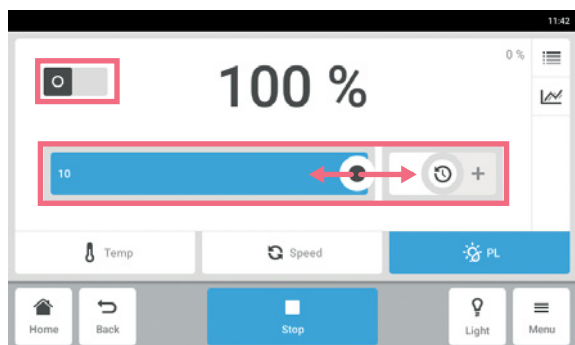 11:42
0 %
100 %
10
+
Temp
Speed
PL
Home
Back
Stop
Light
Menu